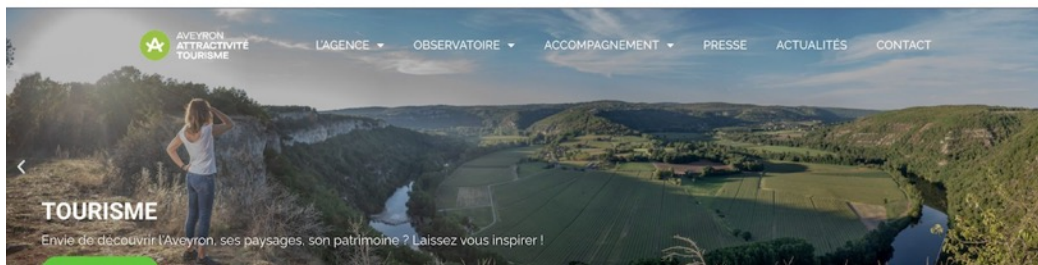 AVEYRON
ATTRACTIVITÉ
TOURISME
L'AGENCE
OBSERVATOIRE
ACCOMPAGNEMENT
PRESSE
ACTUALITÉS
CONTACT
TOURISME
Envie de découvrir l'Aveyron, ses paysages, son patrimoine ? Laissez vous inspirer !